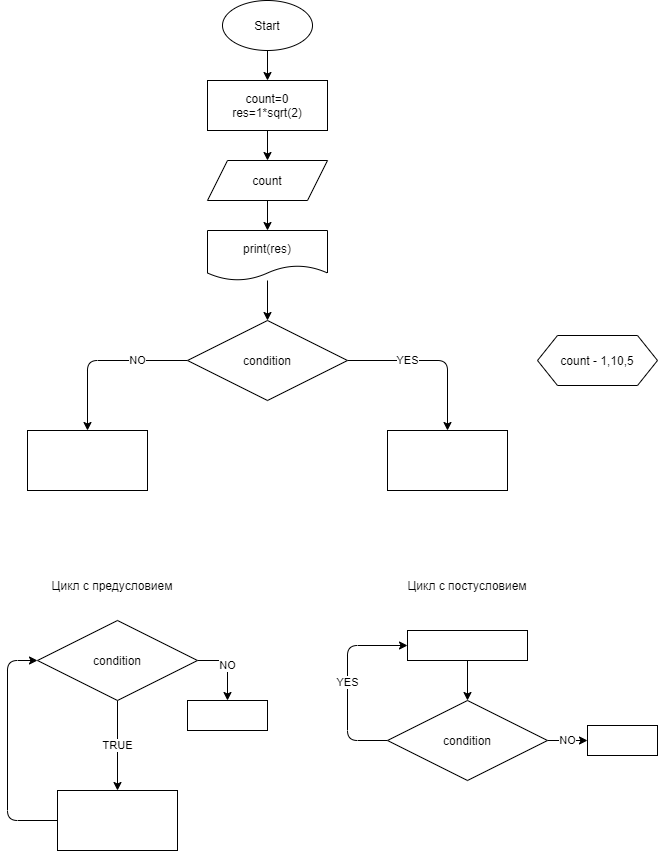 Start
count=0
res=1*sqrt(2)
count
print(res)
condition
NO
YES
count - 1,10,5
Цикл с предусловием
Цикл с постусловием
condition
NO
TRUE
YES
condition
NO